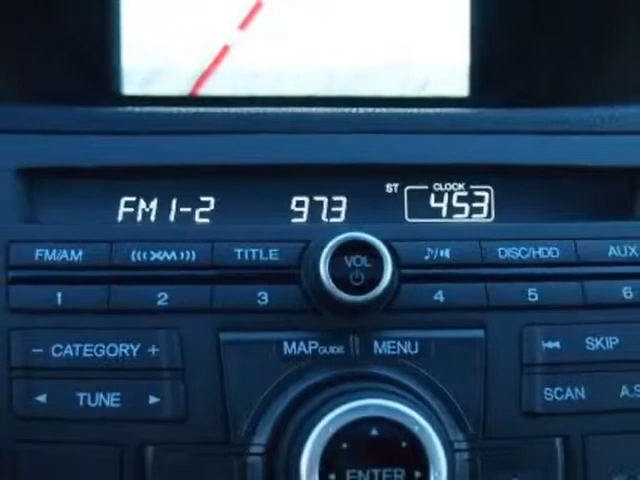 ST CLOCK
FM 1-2 97.3 4:53
FM/AM (((XM))) TITLE VOL DISC/HDD AUX
1 2 3 4 5 6
MAP GUIDE MENU
− CATEGORY + SKIP
◄ TUNE ► SCAN A.S
ENTER